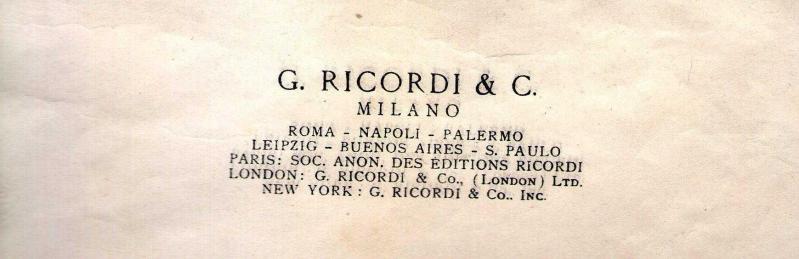 G. RICORDI & C.
MILANO
ROMA - NAPOLI - PALERMO
LEIPZIG - BUENOS AIRES - S. PAULO
PARIS: SOC. ANON. DES ÉDITIONS RICORDI
LONDON: G. RICORDI & Co., (LONDON) LTD.
NEW YORK: G. RICORDI & Co.. INC.